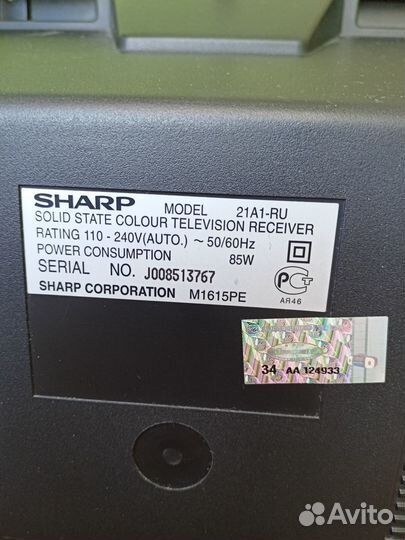 SHARP MODEL 21A1-RU
SOLID STATE COLOUR TELEVISION RECEIVER
RATING 110 - 240V(AUTO.) ~ 50/60Hz
POWER CONSUMPTION 85W
SERIAL NO. J008513767
SHARP CORPORATION M1615PE
РСТ
AR46
34 AA 124933
Avito